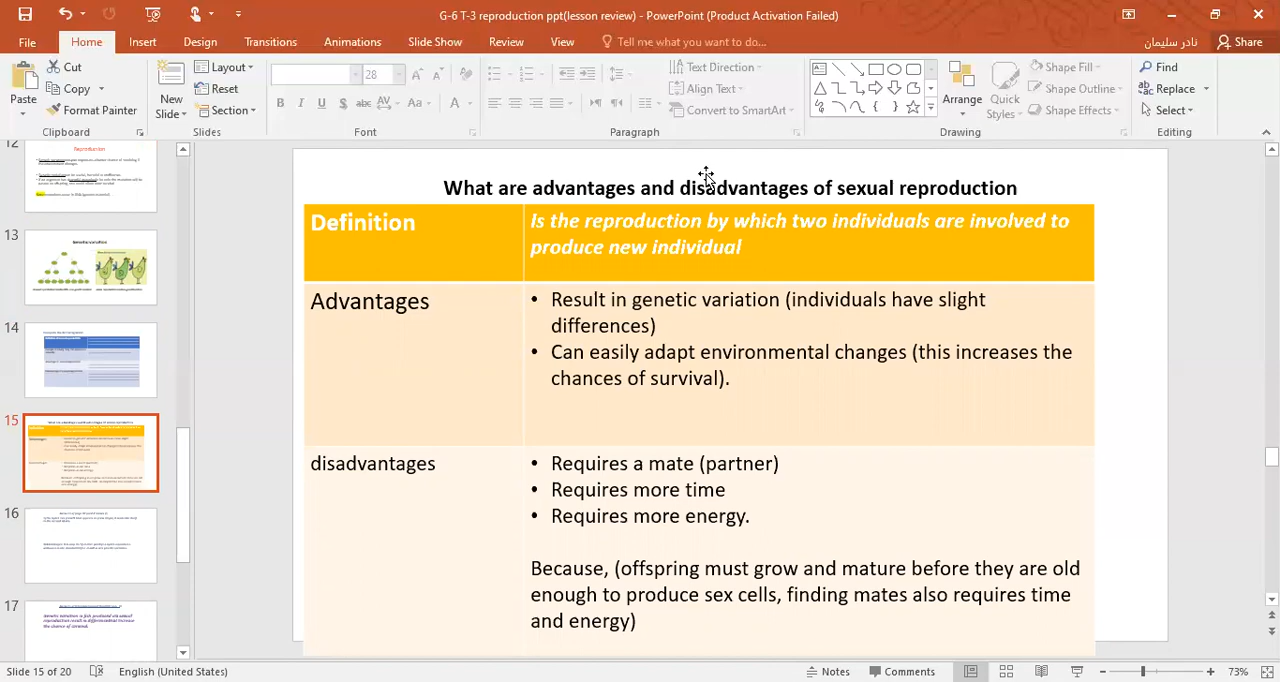 G-6 T-3 reproduction ppt(lesson review) - PowerPoint (Product Activation Failed)
File Home Insert Design Transitions Animations Slide Show Review View Tell me what you want to do... نادر سليمان Share
Cut Copy Format Painter Paste
Clipboard
New Slide Layout Reset Section
Slides
28
B I U S abc AV Aa A
Font
Text Direction Align Text Convert to SmartArt
Paragraph
Arrange Quick Styles Shape Fill Shape Outline Shape Effects
Drawing
Find Replace Select
Editing
12
Reproduction
13
Genetic variation
14
15
16
17
What are advantages and disadvantages of sexual reproduction
Definition
Is the reproduction by which two individuals are involved to
produce new individual
Advantages
• Result in genetic variation (individuals have slight
differences)
• Can easily adapt environmental changes (this increases the
chances of survival).
disadvantages
• Requires a mate (partner)
• Requires more time
• Requires more energy.
Because, (offspring must grow and mature before they are old
enough to produce sex cells, finding mates also requires time
and energy)
Slide 15 of 20 English (United States) Notes Comments 73%